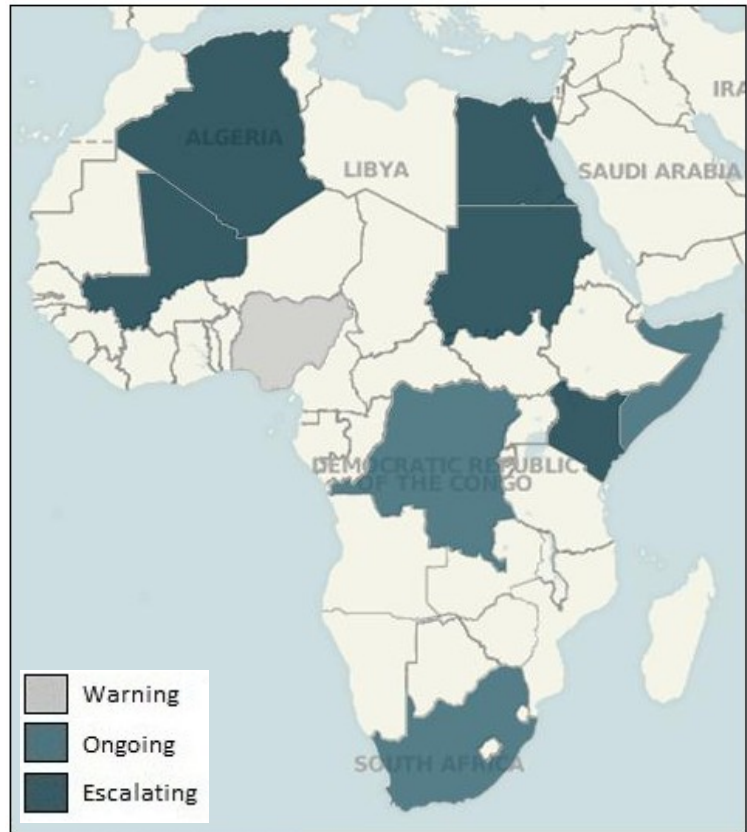 IRA
ALGERIA
LIBYA
SAUDI ARABIA
DEMOCRATIC REPUBLIC
OF THE CONGO
SOUTH AFRICA
Warning
Ongoing
Escalating